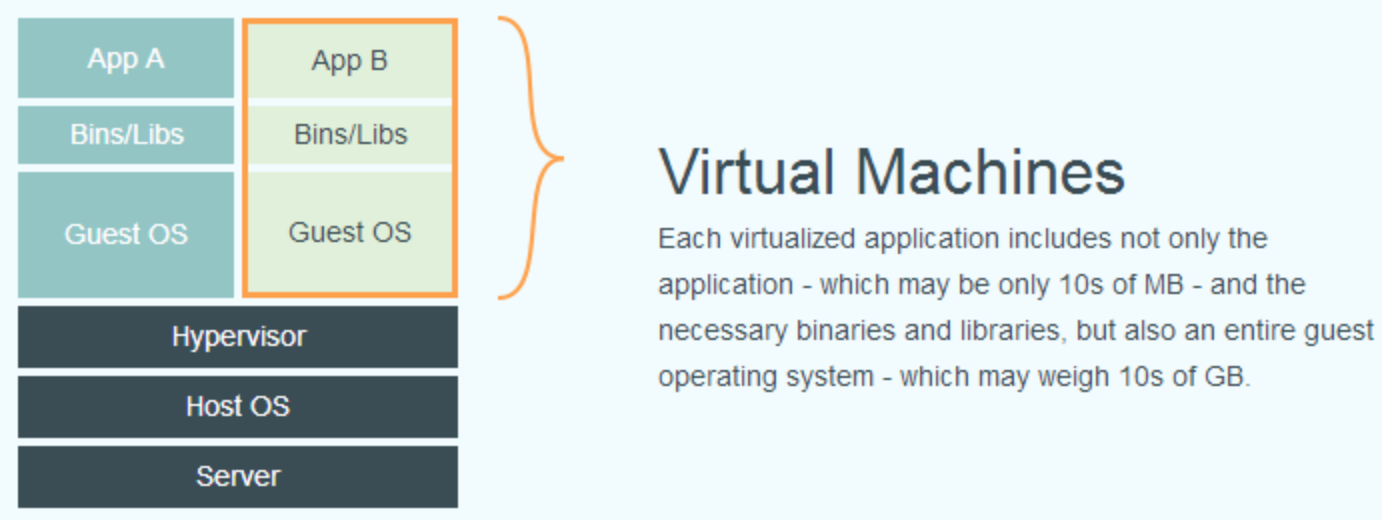 App A
App B
Bins/Libs
Bins/Libs
Guest OS
Guest OS
Hypervisor
Host OS
Server
Virtual Machines
Each virtualized application includes not only the
application - which may be only 10s of MB - and the
necessary binaries and libraries, but also an entire guest
operating system - which may weigh 10s of GB.